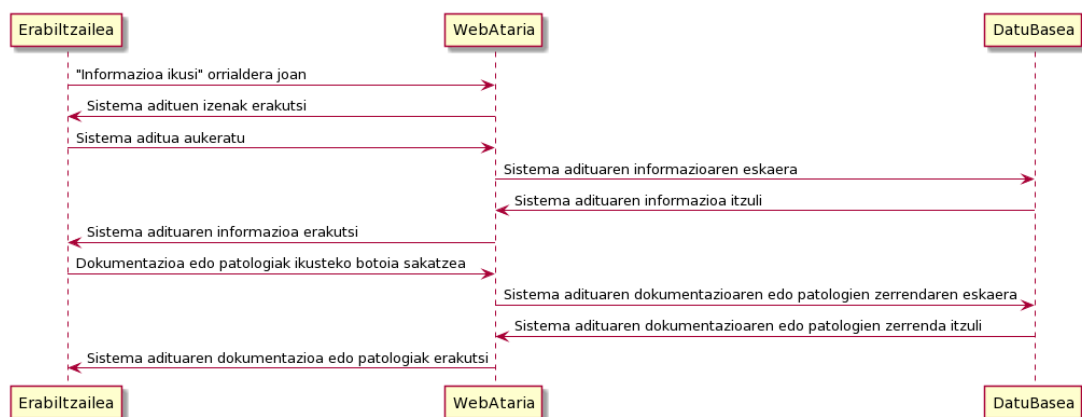 Erabiltzailea
WebAtaria
DatuBasea
"Informazioa ikusi" orrialdera joan
Sistema adituen izenak erakutsi
Sistema aditua aukeratu
Sistema adituaren informazioaren eskaera
Sistema adituaren informazioa itzuli
Sistema adituaren informazioa erakutsi
Dokumentazioa edo patologiak ikusteko botoia sakatzea
Sistema adituaren dokumentazioaren edo patologien zerrendaren eskaera
Sistema adituaren dokumentazioaren edo patologien zerrenda itzuli
Sistema adituaren dokumentazioa edo patologiak erakutsi
Erabiltzailea
WebAtaria
DatuBasea